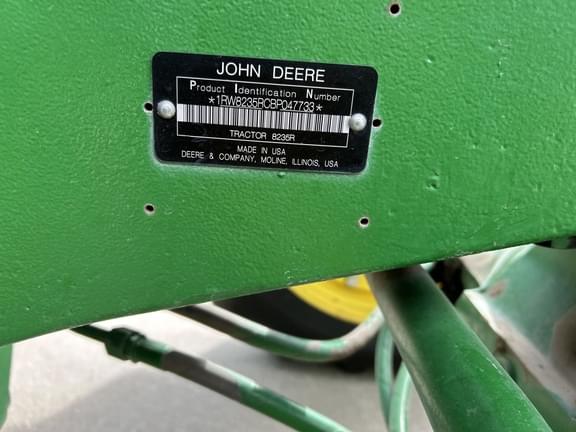 JOHN DEERE
Product Identification Number
*1RW8235RCBP047733*
TRACTOR 8235R
MADE IN USA
DEERE & COMPANY, MOLINE, ILLINOIS, USA